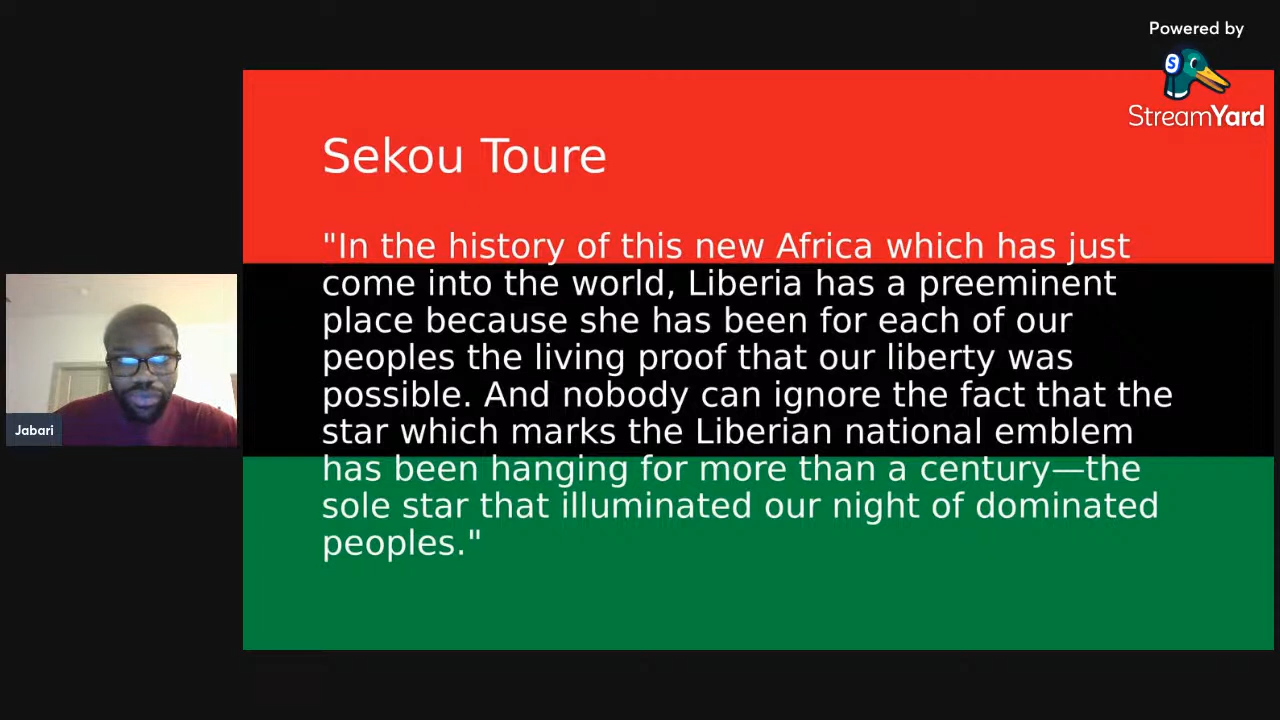 Powered by
StreamYard
Sekou Toure
"In the history of this new Africa which has just
come into the world, Liberia has a preeminent
place because she has been for each of our
peoples the living proof that our liberty was
possible. And nobody can ignore the fact that the
star which marks the Liberian national emblem
has been hanging for more than a century—the
sole star that illuminated our night of dominated
peoples."
Jabari